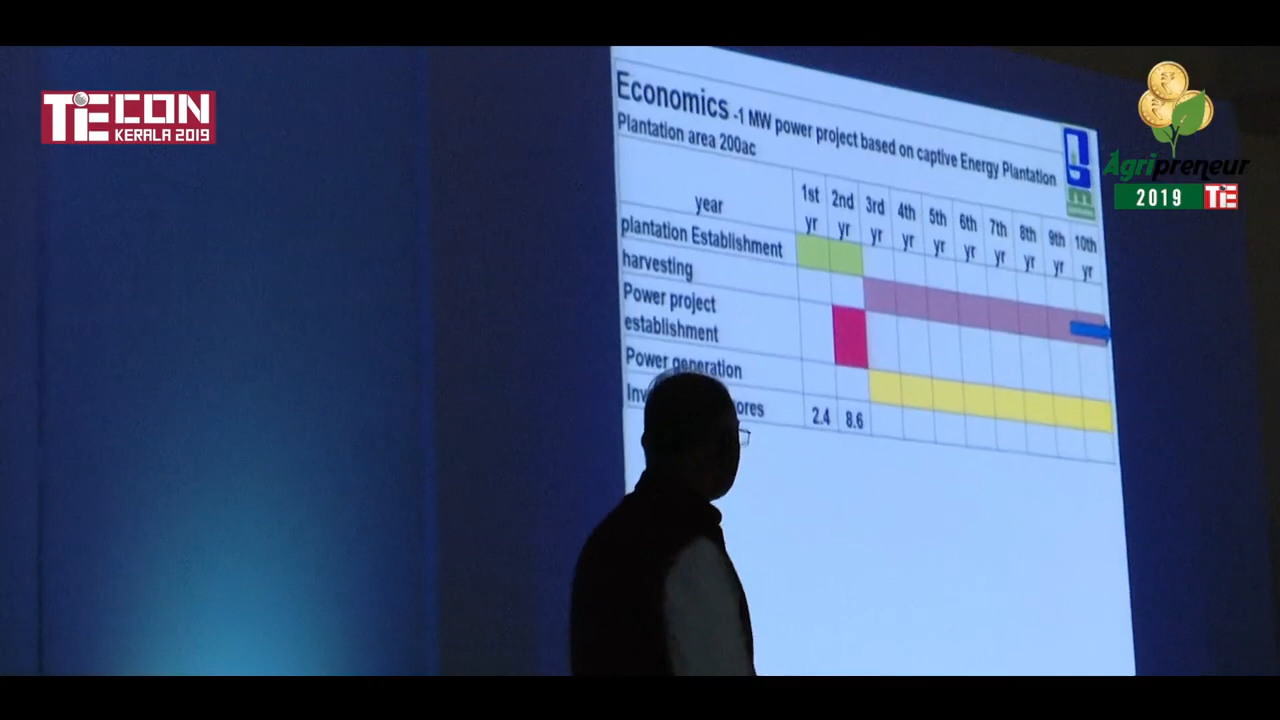 TiECON
KERALA 2019
Agripreneur
2019 TiE
Economics -1 MW power project based on captive Energy Plantation
Plantation area 200ac
year 1st yr 2nd yr 3rd yr 4th yr 5th yr 6th yr 7th yr 8th yr 9th yr 10th yr
plantation Establishment
harvesting
Power project
establishment
Power generation
2.4 8.6